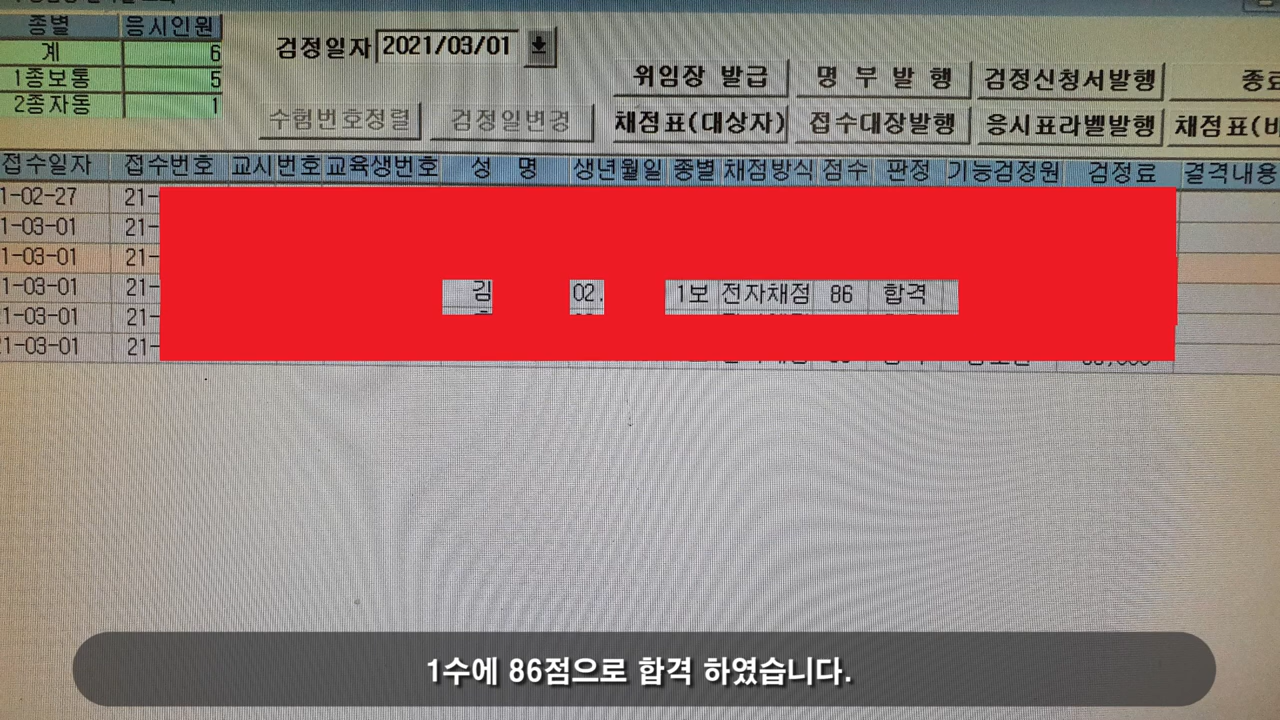 종별 응시인원
계 6
1종보통 5
2종자동 1
검정일자 2021/03/01
위임장 발급 명 부 발 행 검정신청서발행 종료
수험번호정렬 검정일변경 채점표(대상자) 접수대장발행 응시표라벨발행 채점표(비
접수일자 접수번호 교시 번호 교육생번호 성 명 생년월일 종별 채점방식 점수 판정 기능검정원 검정료 결격내용
1-02-27 21-
1-03-01 21-
1-03-01 21-
1-03-01 21- 김 02. 1보 전자채점 86 합격
1-03-01 21-
1-03-01 21-
1수에 86점으로 합격 하였습니다.